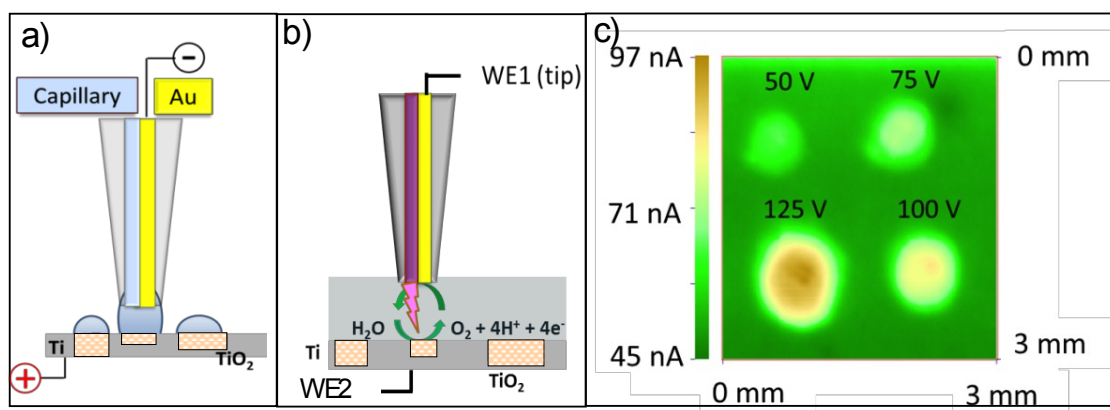 a)
−
Capillary Au
Ti
TiO₂
+
b)
WE1 (tip)
H₂O O₂ + 4H⁺ + 4e⁻
Ti
TiO₂
WE2
c)
97 nA
71 nA
45 nA
50 V 75 V
125 V 100 V
0 mm
3 mm
0 mm 3 mm